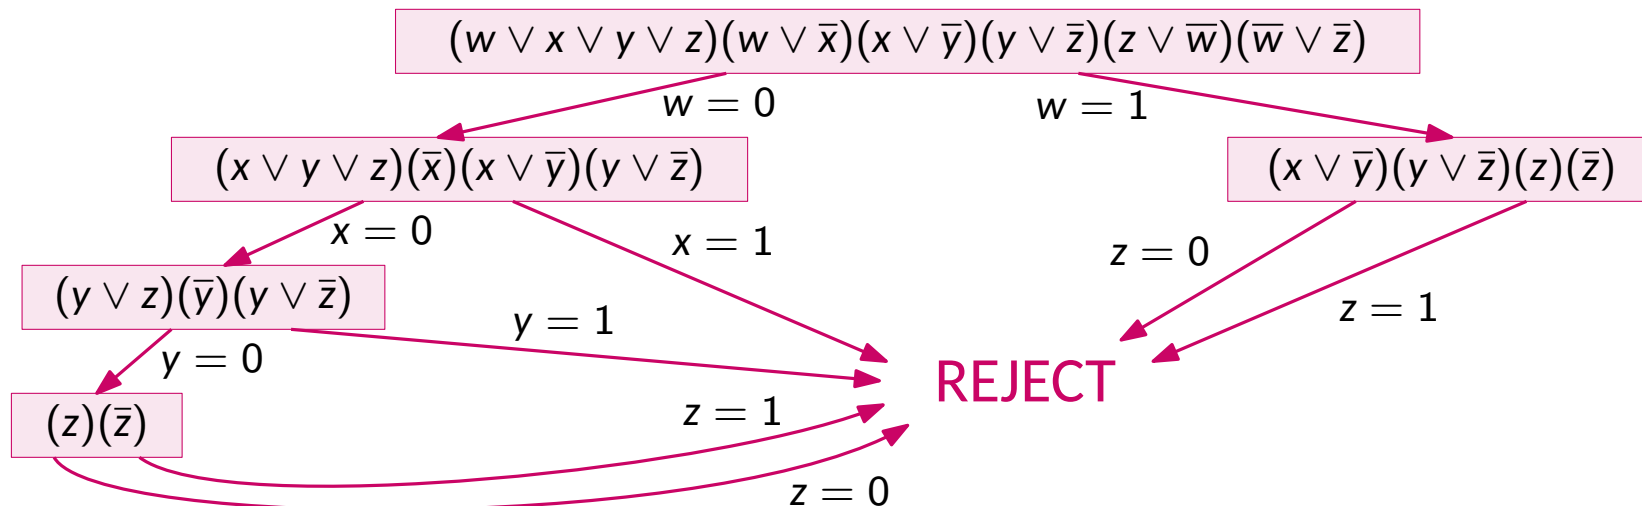 (w ∨ x ∨ y ∨ z)(w ∨ x̅)(x ∨ y̅)(y ∨ z̅)(z ∨ w̅)(w̅ ∨ z̅)
w = 0
w = 1
(x ∨ y ∨ z)(x̅)(x ∨ y̅)(y ∨ z̅)
(x ∨ y̅)(y ∨ z̅)(z)(z̅)
x = 0
x = 1
z = 0
(y ∨ z)(y̅)(y ∨ z̅)
y = 1
z = 1
y = 0
REJECT
(z)(z̅)
z = 1
z = 0